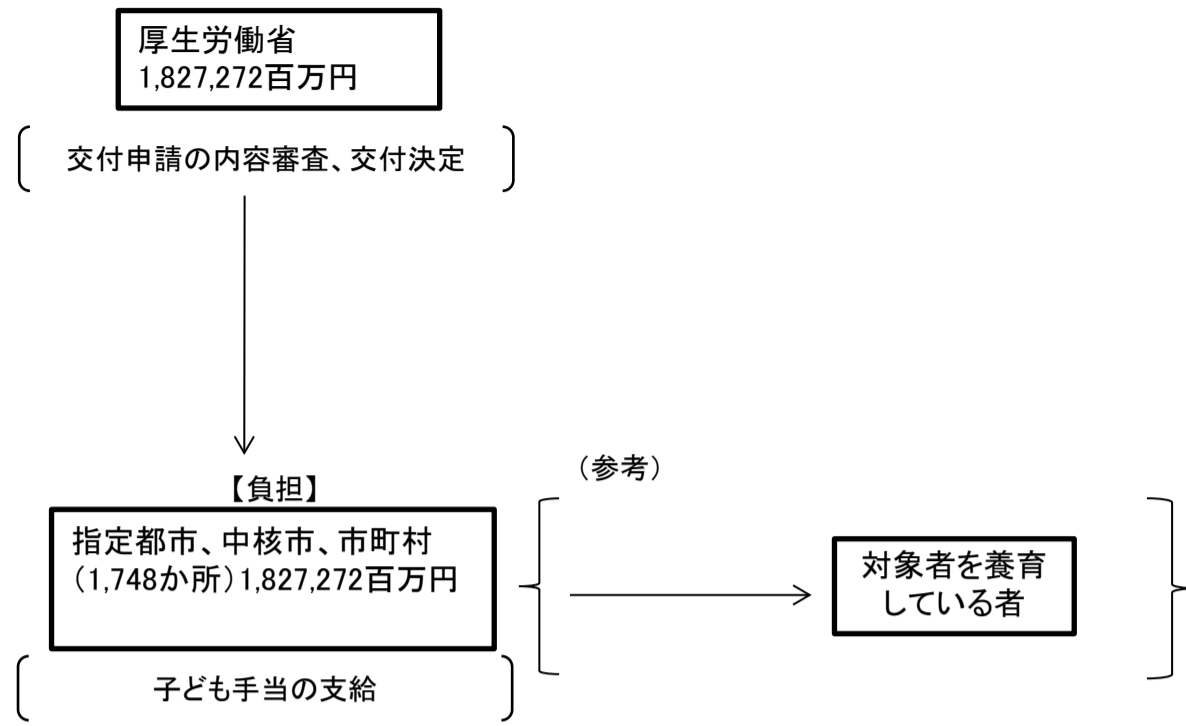 厚生労働省
1,827,272百万円
交付申請の内容審査、交付決定
【負担】
指定都市、中核市、市町村
（1,748か所）1,827,272百万円
子ども手当の支給
（参考）
対象者を養育
している者